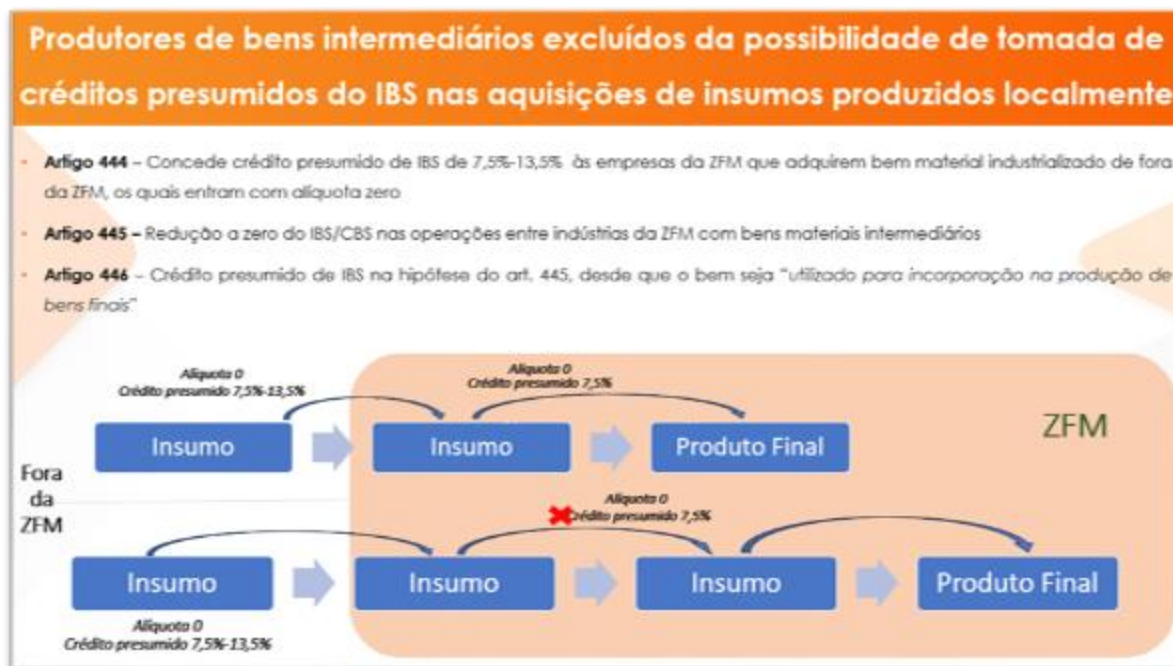 Produtores de bens intermediários excluídos da possibilidade de tomada de
créditos presumidos do IBS nas aquisições de insumos produzidos localmente
• Artigo 444 – Concede crédito presumido de IBS de 7,5%-13,5% às empresas da ZFM que adquirem bem material industrializado de fora
da ZFM, os quais entram com alíquota zero
• Artigo 445 – Redução a zero do IBS/CBS nas operações entre indústrias da ZFM com bens materiais intermediários
• Artigo 446 – Crédito presumido de IBS na hipótese do art. 445, desde que o bem seja “utilizado para incorporação na produção de
bens finais”
Alíquota 0
Crédito presumido 7,5%-13,5%
Alíquota 0
Crédito presumido 7,5%
Insumo
Insumo
Produto Final
ZFM
Fora
da
ZFM
Alíquota 0
Crédito presumido 7,5%
Insumo
Insumo
Insumo
Produto Final
Alíquota 0
Crédito presumido 7,5%-13,5%